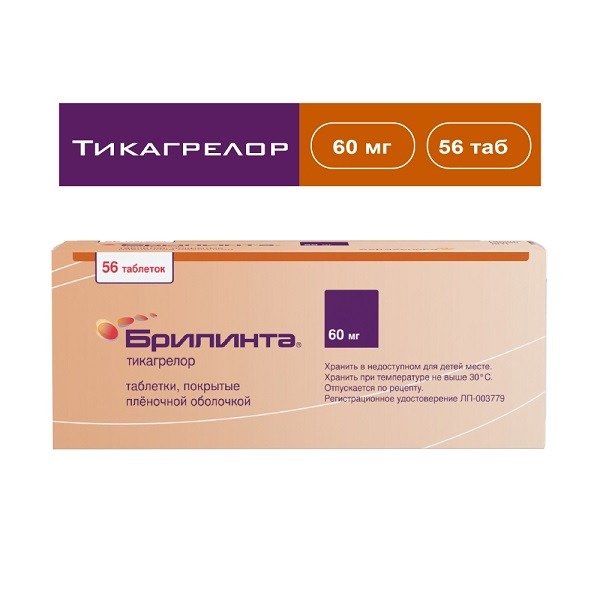 Тикагрелор
60 мг
56 таб
56 таблеток
Брилинта®
тикагрелор
таблетки, покрытые
плёночной оболочкой
60 мг
Хранить в недоступном для детей месте.
Хранить при температуре не выше 30°С.
Отпускается по рецепту.
Регистрационное удостоверение ЛП-003779